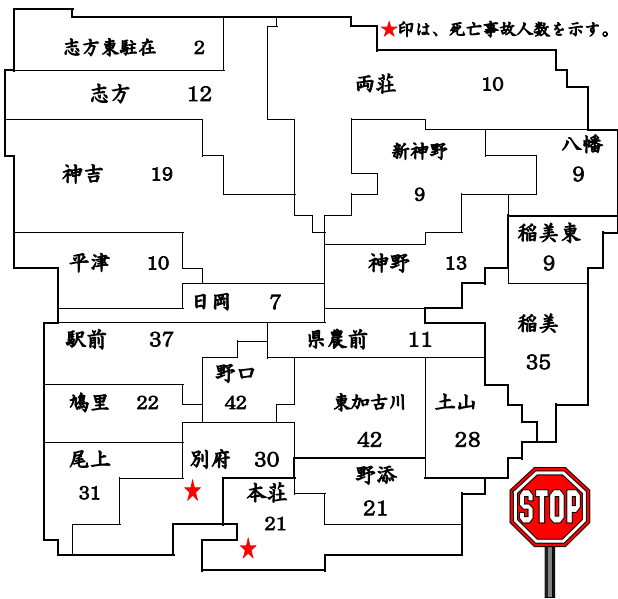 ★印は、死亡事故人数を示す。
志方東駐在 2
志方 12
両荘 10
新神野
9
八幡
9
神吉 19
稲美東
9
平津 10
神野 13
日岡 7
稲美
35
駅前 37
県農前 11
野口
42
鳩里 22
東加古川
42
土山
28
尾上
31
別府 30
★
本荘
21
★
野添
21
STOP